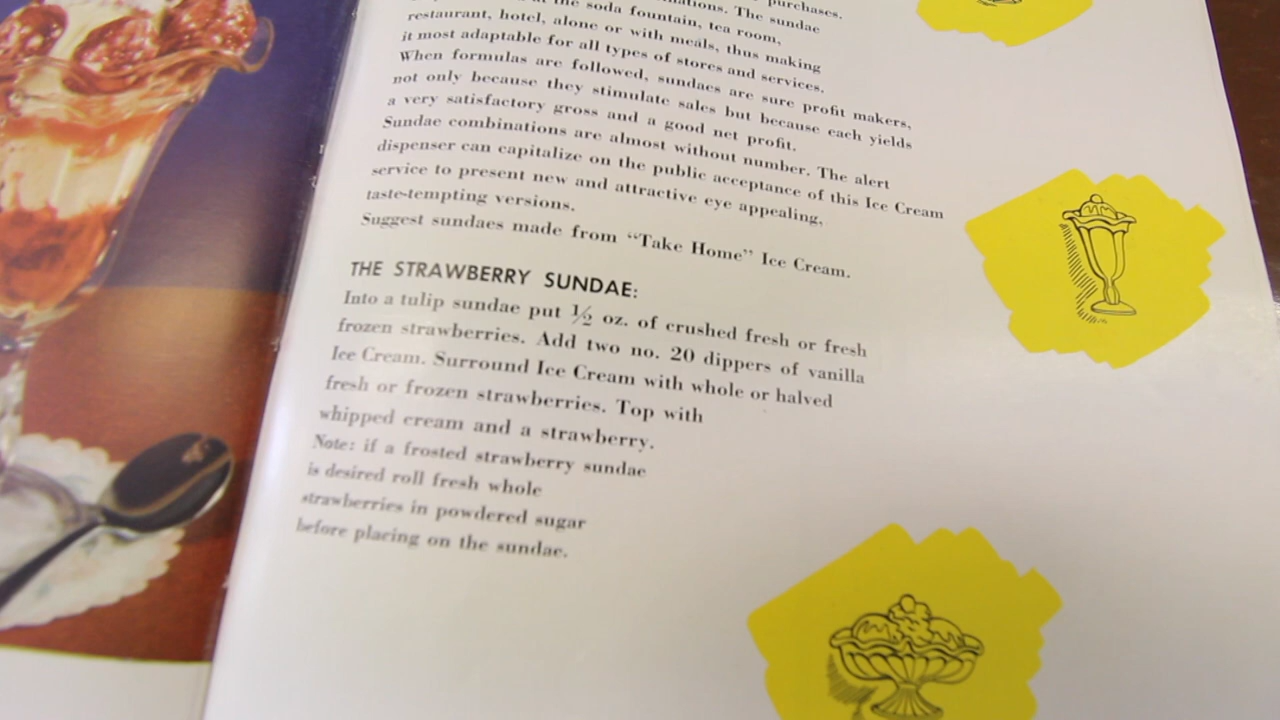 purchases.
The sundae
the soda fountain, tea room,
restaurant, hotel, alone or with meals, thus making
it most adaptable for all types of stores and services.
When formulas are followed, sundaes are sure profit makers,
not only because they stimulate sales but because each yields
a very satisfactory gross and a good net profit.
Sundae combinations are almost without number. The alert
dispenser can capitalize on the public acceptance of this Ice Cream
service to present new and attractive eye appealing,
taste-tempting versions.
Suggest sundaes made from “Take Home” Ice Cream.
THE STRAWBERRY SUNDAE:
Into a tulip sundae put ½ oz. of crushed fresh or fresh
frozen strawberries. Add two no. 20 dippers of vanilla
Ice Cream. Surround Ice Cream with whole or halved
fresh or frozen strawberries. Top with
whipped cream and a strawberry.
Note: if a frosted strawberry sundae
is desired roll fresh whole
strawberries in powdered sugar
before placing on the sundae.